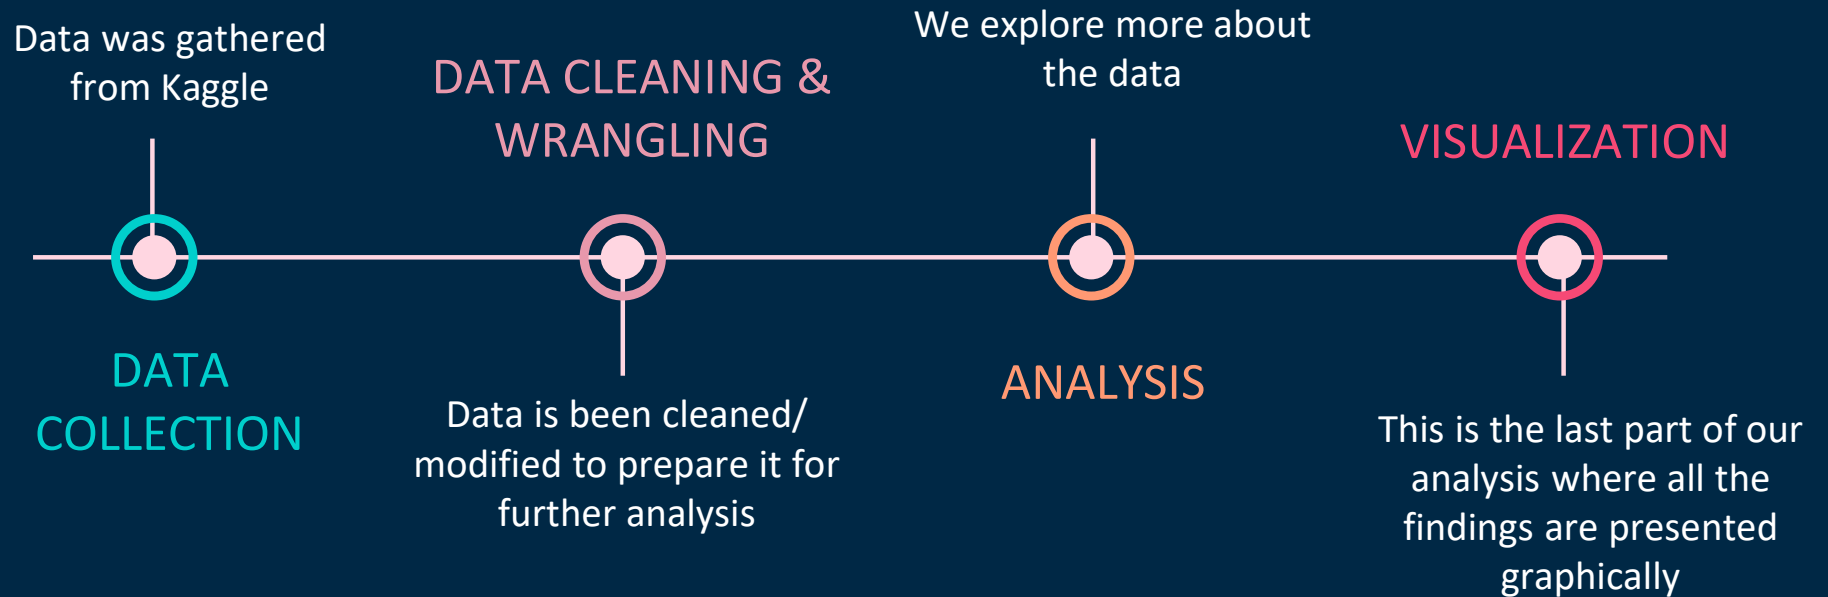 Data was gathered
from Kaggle
DATA
COLLECTION
DATA CLEANING &
WRANGLING
Data is been cleaned/
modified to prepare it for
further analysis
We explore more about
the data
ANALYSIS
VISUALIZATION
This is the last part of our
analysis where all the
findings are presented
graphically